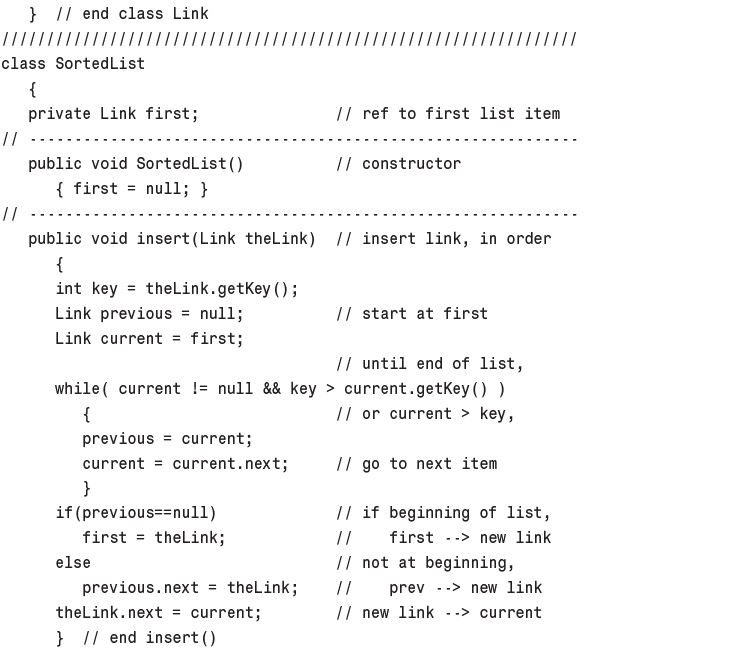 }  // end class Link
////////////////////////////////////////////////////////////////
class SortedList
   {
   private Link first;               // ref to first list item
// -------------------------------------------------------------
   public void SortedList()          // constructor
      { first = null; }
// -------------------------------------------------------------
   public void insert(Link theLink)  // insert link, in order
      {
      int key = theLink.getKey();
      Link previous = null;          // start at first
      Link current = first;
                                     // until end of list,
      while( current != null && key > current.getKey() )
         {                           // or current > key,
         previous = current;
         current = current.next;     // go to next item
         }
      if(previous==null)             // if beginning of list,
         first = theLink;            //    first --> new link
      else                           // not at beginning,
         previous.next = theLink;    //    prev --> new link
      theLink.next = current;        // new link --> current
      }  // end insert()